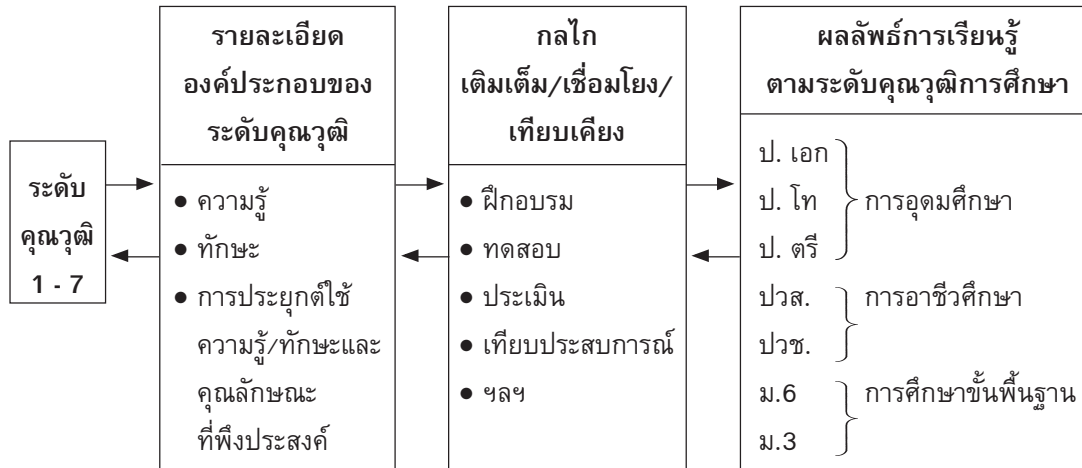 ระดับ
คุณวุฒิ
1 - 7
รายละเอียด
องค์ประกอบของ
ระดับคุณวุฒิ
● ความรู้
● ทักษะ
● การประยุกต์ใช้
ความรู้/ทักษะและ
คุณลักษณะ
ที่พึงประสงค์
กลไก
เติมเต็ม/เชื่อมโยง/
เทียบเคียง
● ฝึกอบรม
● ทดสอบ
● ประเมิน
● เทียบประสบการณ์
● ฯลฯ
ผลลัพธ์การเรียนรู้
ตามระดับคุณวุฒิการศึกษา
ป. เอก
ป. โท การอุดมศึกษา
ป. ตรี
ปวส. การอาชีวศึกษา
ปวช.
ม.6 การศึกษาขั้นพื้นฐาน
ม.3